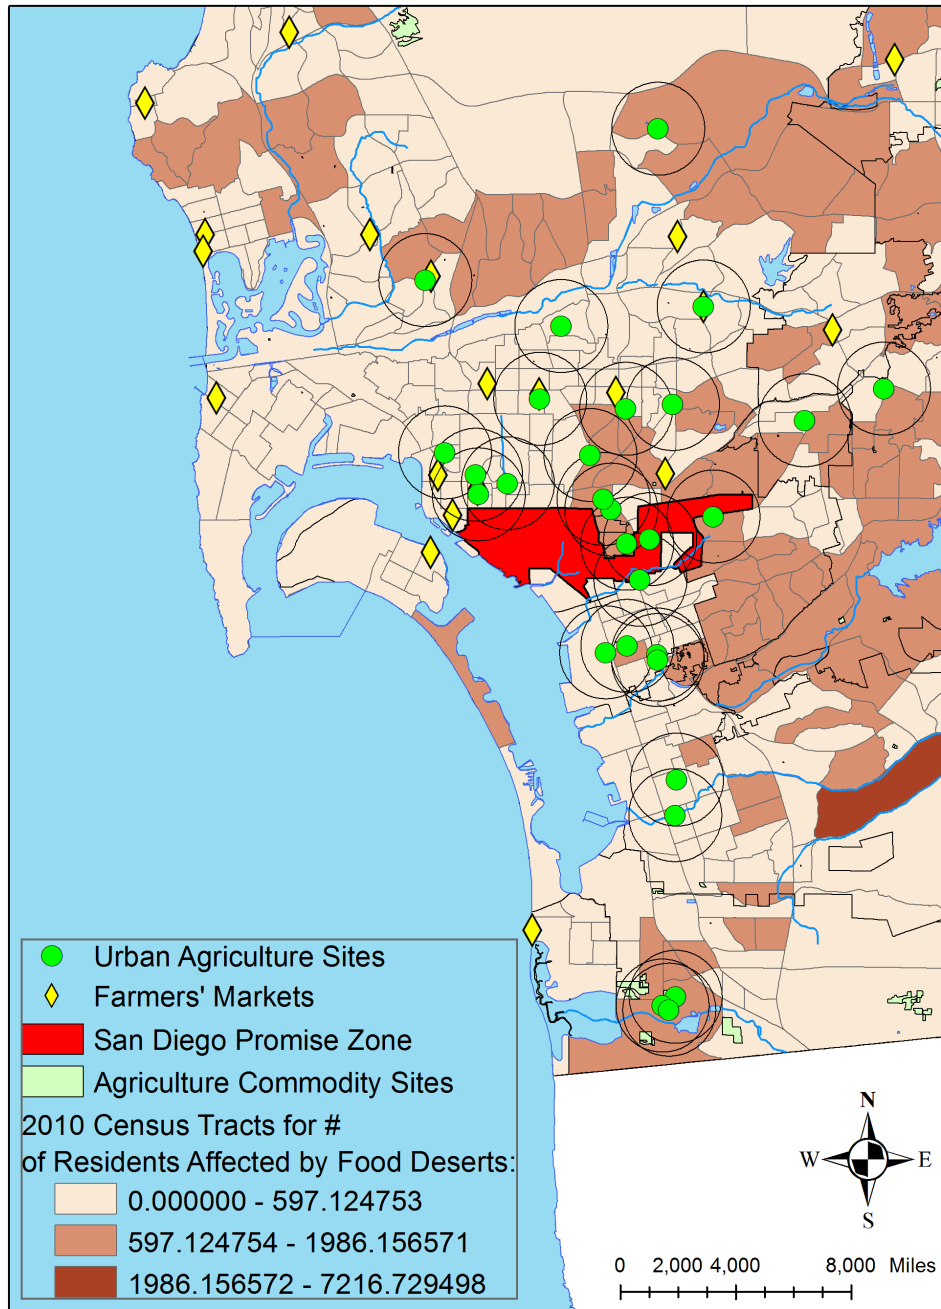 Urban Agriculture Sites
Farmers' Markets
San Diego Promise Zone
Agriculture Commodity Sites
2010 Census Tracts for #
of Residents Affected by Food Deserts:
0.000000 - 597.124753
597.124754 - 1986.156571
1986.156572 - 7216.729498
N
W E
S
0 2,000 4,000 8,000 Miles